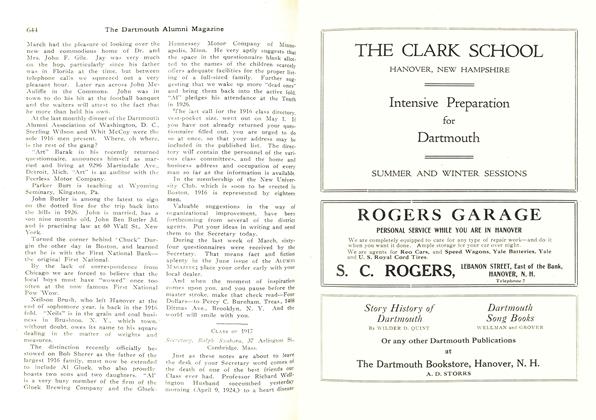 644
The Dartmouth Alumni Magazine
March had the pleasure of looking over
the new and commodious home of Dr. and
Mrs. John F. Gile. Jay was very much
on the hop, particularly since his father
was in Florida at the time, but between
telephone calls we squeezed out a very
pleasant hour. Later ran across John Mc-
Auliffe in the Commons. John was in
town to do his bit at the football banquet
and the waiters will attest to the fact that
he more than held his own.
At the last monthly dinner of the Dartmouth
Alumni Association of Washington, D. C.,
Sterling Wilson and Whit McCoy were the
sole 1916 men present. Where, oh where,
is the rest of the gang?
"Art" Barak in his recently returned
questionnaire, announces himself as mar-
ried and living at 9296 Martindale Ave.,
Detroit, Mich. "Art" is an auditor with the
Peerless Motor Company.
Parker Burt is teaching at Wyoming
Seminary, Kingston, Pa.
John Butler is among the latest to sign
on the dotted line for the trip back into
the hills in 1926. John is married, has a
son nine months old, John Ben Butler 3d,
and is practising law at 60 Wall St., New
York.
Turned the corner behind "Chuck" Dur-
gin the other day in Boston, and learned
that he is with the First National Bank—
the original First National.
By the lack of correspondence from
Chicago we are forced to believe that the
local boys must have "wowed" once too
often at the now famous First National
Pow Wow.
Neilson Brush, who left Hanover at the
end of sophomore year, is back in the 1916
fold. "Neils" is in the grain and coal busi-
ness in Brushton, N. Y., which town,
without doubt, owes its name to his square
dealing in the matter of weights and
measures.
The distinction recently officially be-
stowed on Bob Sherer as the father of the
largest 1916 family, must now be extended
to include Al Gluek, who also proudly
boasts two sons and two daughters. "Al"
is a very busy member of the firm of the
Gluek Brewing Company and the Gluek-
Hennessy Motor Company of Minne-
apolis, Minn. He very aptly suggests that
the space in the questionnaire blank allot-
ted to the names of the children scarcely
offers adequate facilities for the proper list-
ing of a full-sized family. Further sug-
gesting that we wake up more "dead ones"
and bring them back into the active fold,
"Al" pledges his attendance at the Tenth
in 1926.
The last call for the 1916 class directory,
vest-pocket size, went out on May 1. If
you have not already returned your ques-
tionnaire filled out, you are urged to do
so at once, so that your address may be
included in the published list. The direc-
tory will contain the personnel of the vari-
ous class committees, and the home and
business address and occupation of every
man so far as the information is available.
In the membership of the New Univer-
sity Club, which is soon to be erected in
Boston, 1916 is represented by eighteen
men.
Valuable suggestions in the way of
organizational improvement, have been
forthcoming from several of the district
agents. Put your ideas in writing and send
them to the Secretary today.
During the last week of March, sixty-
four questionnaires were received by the
Secretary. That means fast and fulsome
splenty in the June issue of the ALUMNI
MAGAZINE; place your order early with your
local dealer.
And when the moment of inspiration
comes upon you, and you pause before the
master stroke, make that check read—Four
Dollars—to Percy C. Burnham, Treas., 1408
Ditmas Ave., Brooklyn, N. Y. And the
world will smile with you.
CLASS OF 1917
Secretary, Ralph Sanborn, 37 Arlington St.,
Cambridge, Mass.
Just as these notes are about to leave
the desk of your Secretary word comes of
the death of one of the best friends our
Class ever had. Professor Richard Well-
ington Husband succumbed yesterday
morning (April 9, 1924,) to a heart disease
THE CLARK SCHOOL
HANOVER, NEW HAMPSHIRE
Intensive Preparation
for
Dartmouth
SUMMER AND WINTER SESSIONS
ROGERS GARAGE
PERSONAL SERVICE WHILE YOU ARE IN HANOVER
We are completely equipped to care for any type of repair work—and do it
when you want it done. Ample storage for your car over night.
We are agents for Reo Cars, and Speed Wagons, Yale Batteries, Yale
and U. S. Royal Cord Tires.
S. C. ROGERS, LEBANON STREET, East of the Bank,
HANOVER, N. H.
Telephone 7
Story History of
Dartmouth
By WILDER D. QUINT
Dartmouth
Song Books
WELLMAN and GROVER
Or any other Dartmouth Publications
at
The Dartmouth Bookstore, Hanover, N. H.
A. D. STORRS